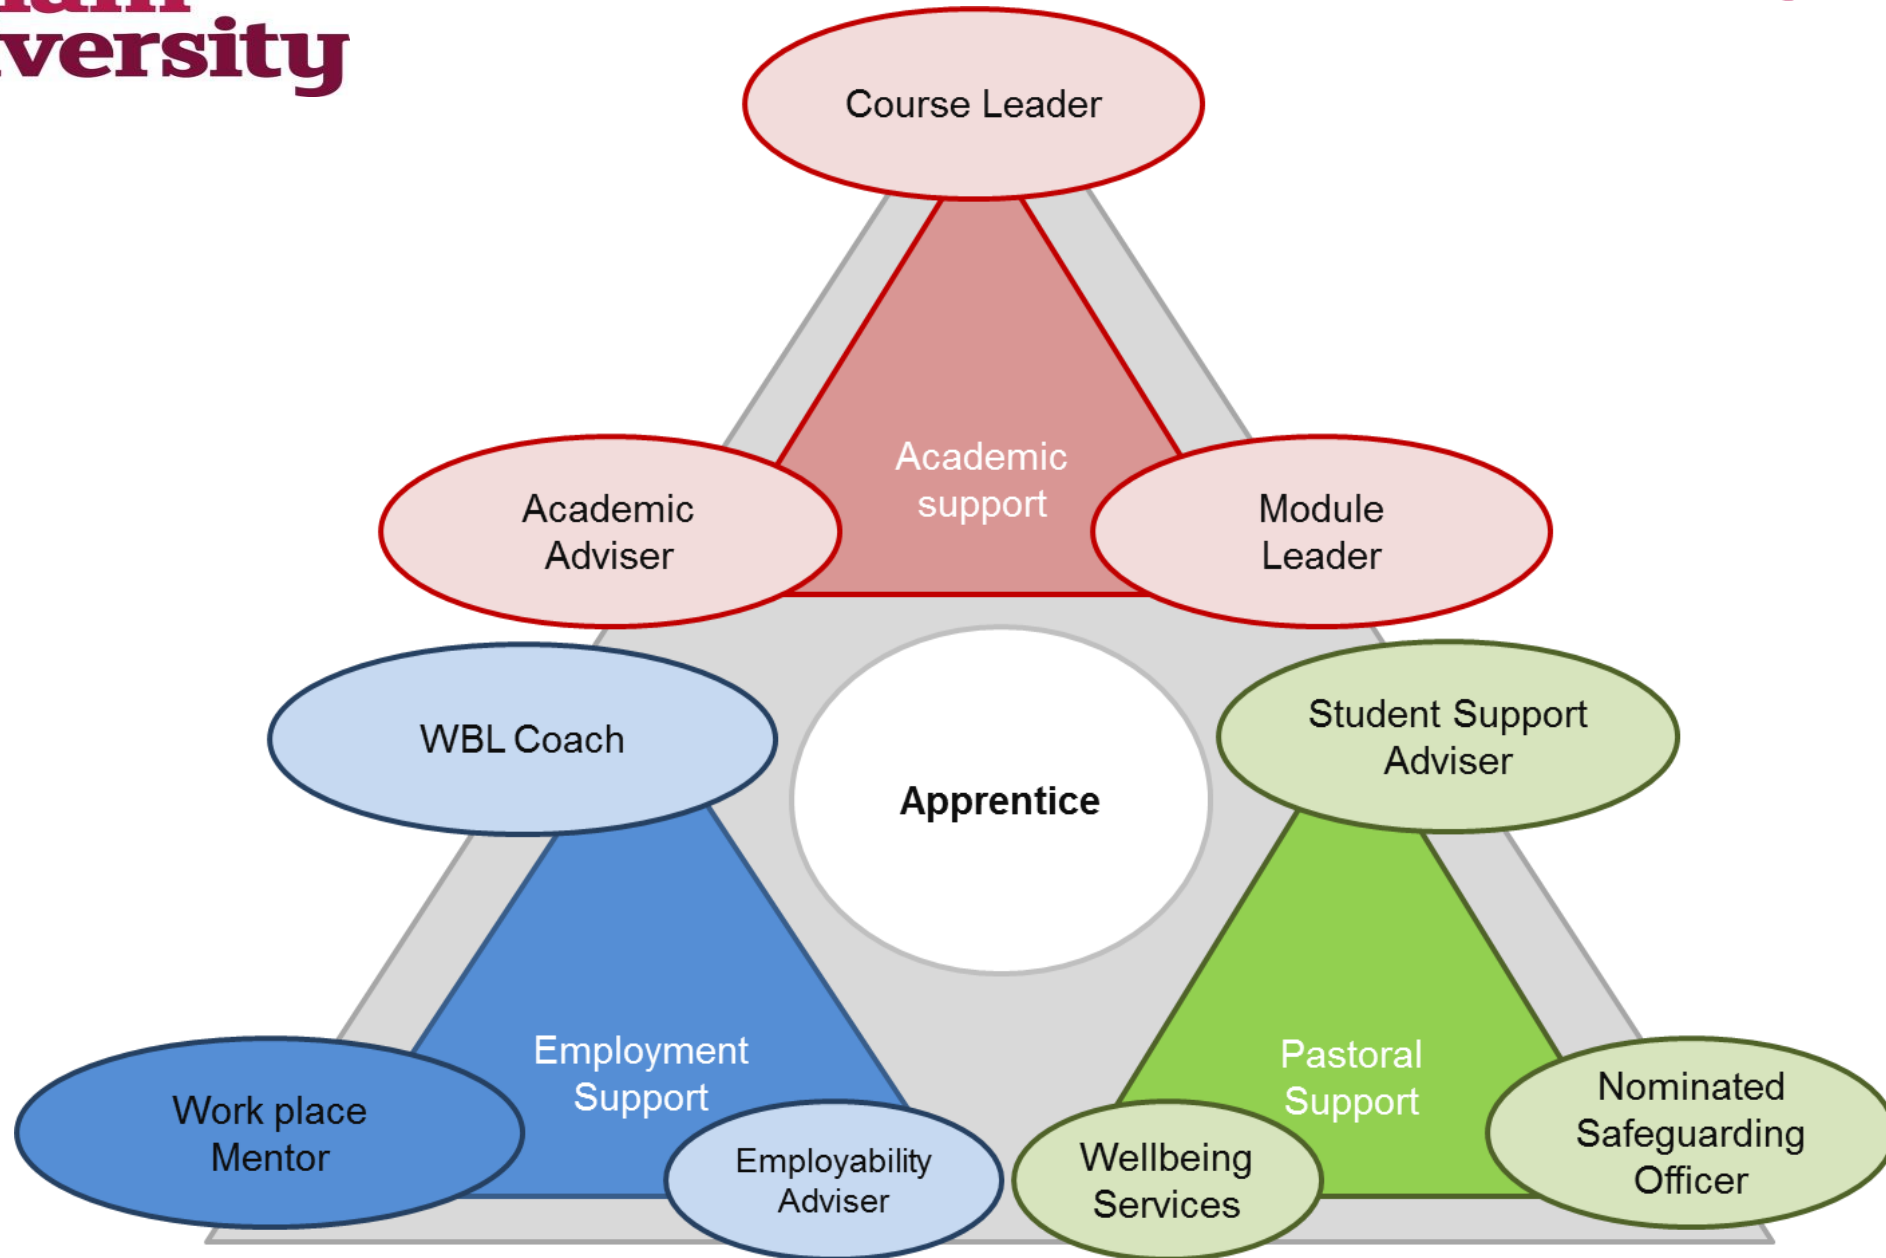 versity
Course Leader
Academic
support
Academic
Adviser
Module
Leader
WBL Coach
Student Support
Adviser
Apprentice
Employment
Support
Pastoral
Support
Work place
Mentor
Employability
Adviser
Wellbeing
Services
Nominated
Safeguarding
Officer